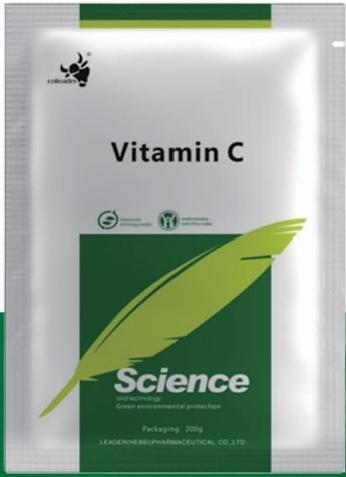 ®
Vitamin C
Science
and technology
Green environmental protection
Packaging: 200g
LEADER(HEBEI)PHARMACEUTICAL CO.,LTD